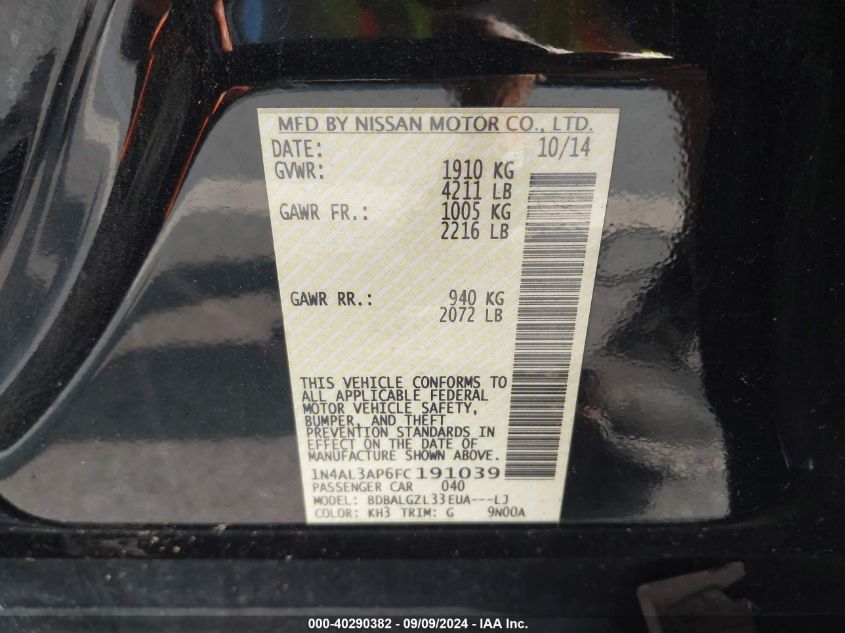 MFD BY NISSAN MOTOR CO., LTD.
DATE: 10/14
GVWR: 1910 KG
4211 LB
GAWR FR.: 1005 KG
2216 LB
GAWR RR.: 940 KG
2072 LB
THIS VEHICLE CONFORMS TO
ALL APPLICABLE FEDERAL
MOTOR VEHICLE SAFETY,
BUMPER, AND THEFT
PREVENTION STANDARDS IN
EFFECT ON THE DATE OF
MANUFACTURE SHOWN ABOVE.
1N4AL3AP6FC191039
PASSENGER CAR 040
MODEL: BDBALGZL33EUA---LJ
COLOR: KH3 TRIM: G 9N00A
000-40290382 - 09/09/2024 - IAA Inc.